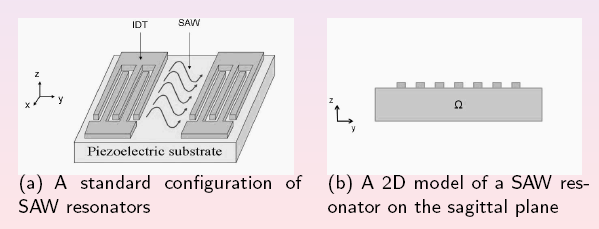 IDT
SAW
z
y
x
Piezoelectric substrate
(a) A standard configuration of
SAW resonators
Ω
z
y
(b) A 2D model of a SAW res-
onator on the sagittal plane